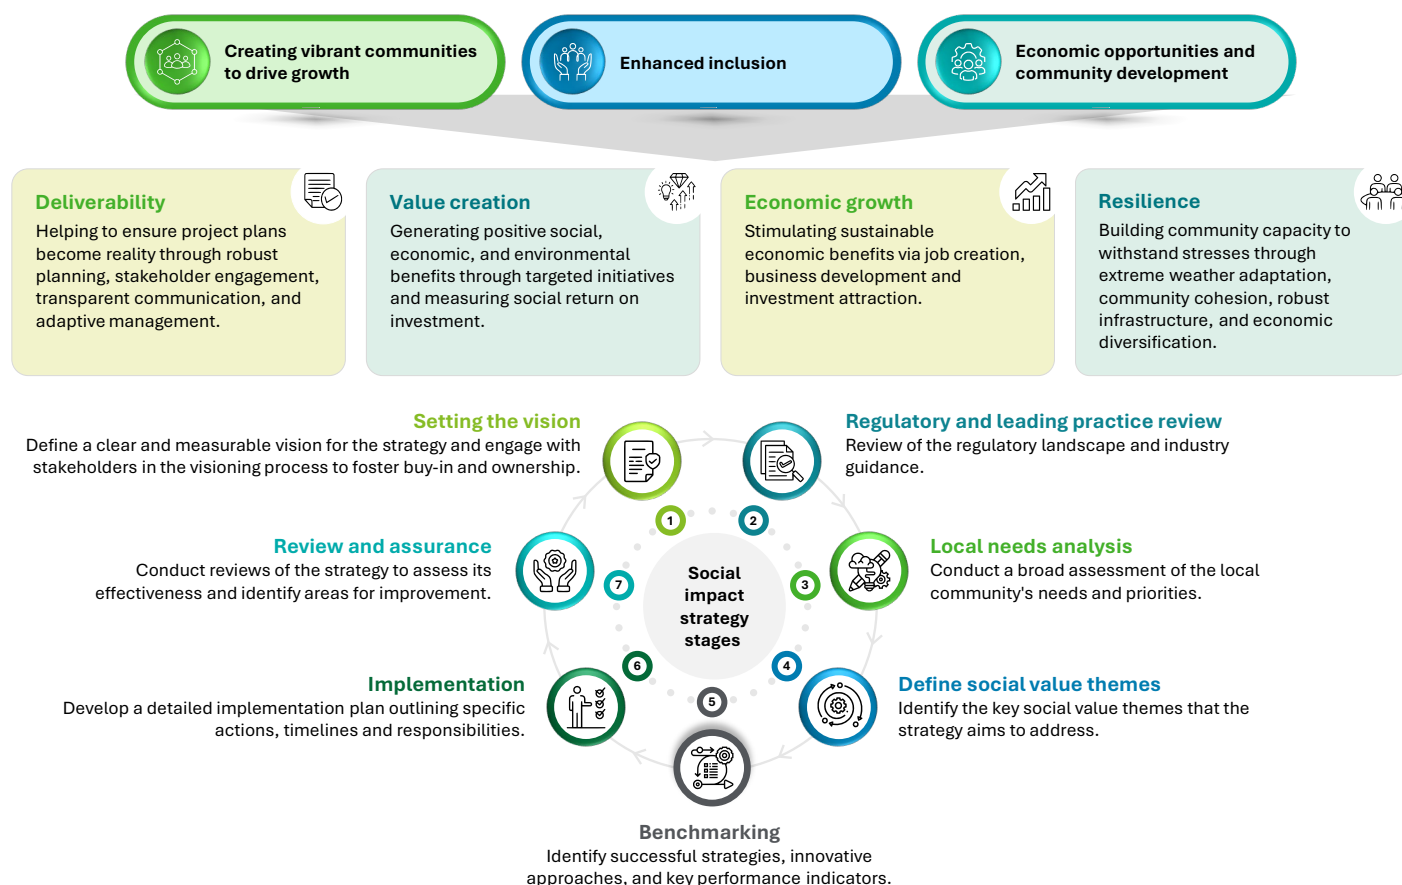 Creating vibrant communities
to drive growth
Enhanced inclusion
Economic opportunities and
community development
Deliverability
Helping to ensure project plans
become reality through robust
planning, stakeholder engagement,
transparent communication, and
adaptive management.
Value creation
Generating positive social,
economic, and environmental
benefits through targeted initiatives
and measuring social return on
investment.
Economic growth
Stimulating sustainable
economic benefits via job creation,
business development and
investment attraction.
Resilience
Building community capacity to
withstand stresses through
extreme weather adaptation,
community cohesion, robust
infrastructure, and economic
diversification.
Social
impact
strategy
stages
1
Setting the vision
Define a clear and measurable vision for the strategy and engage with
stakeholders in the visioning process to foster buy-in and ownership.
2
Regulatory and leading practice review
Review of the regulatory landscape and industry
guidance.
3
Local needs analysis
Conduct a broad assessment of the local
community's needs and priorities.
4
Define social value themes
Identify the key social value themes that the
strategy aims to address.
5
Benchmarking
Identify successful strategies, innovative
approaches, and key performance indicators.
6
Implementation
Develop a detailed implementation plan outlining specific
actions, timelines and responsibilities.
7
Review and assurance
Conduct reviews of the strategy to assess its
effectiveness and identify areas for improvement.